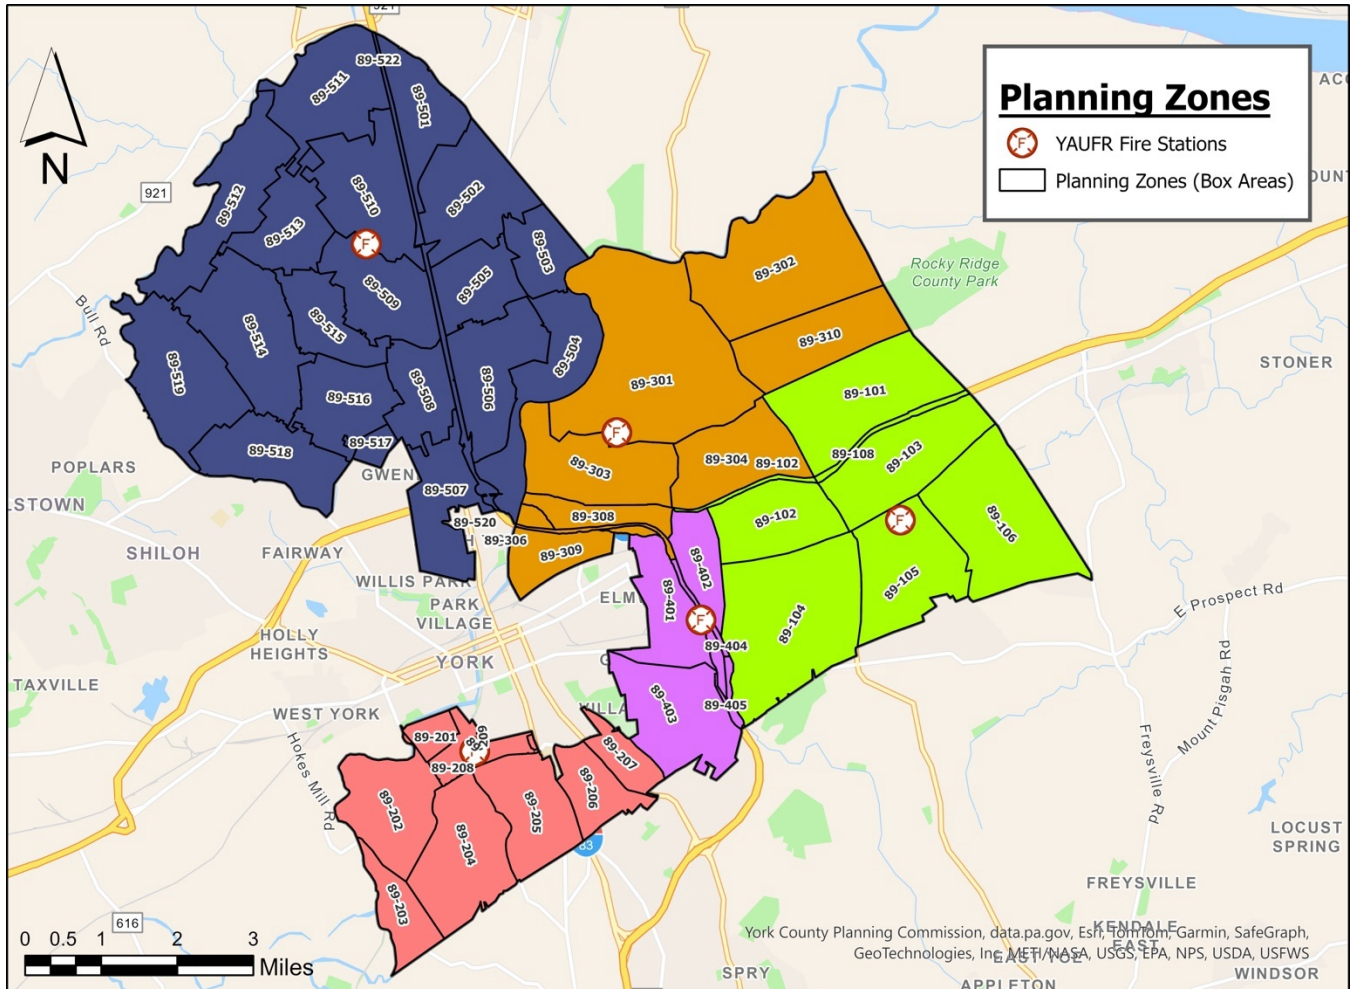 921
N
Planning Zones
F YAUFR Fire Stations
Planning Zones (Box Areas)
921
Bull Rd
89-522
89-511
89-501
89-512
89-510
89-502
89-513
89-503
F
89-509
89-505
89-514
89-515
89-504
89-519
89-508
89-506
89-516
89-517
89-518
89-507
89-520
89-302
89-310
89-301
F
89-303
89-304
89-102
89-308
89-306
89-309
Rocky Ridge
County Park
STONER
89-101
89-108
89-103
89-102
F
89-106
89-105
89-104
89-402
89-401
F
89-404
89-403
89-405
POPLARS
LSTOWN
SHILOH
FAIRWAY
GWEN
WILLIS PARK
PARK
VILLAGE
ELM
HOLLY
HEIGHTS
YORK
TAXVILLE
WEST YORK
VILLA
Hokes Mill Rd
E Prospect Rd
Mount Pisgah Rd
Freysville Rd
89-201
89-208
89-207
89-202
89-206
89-205
89-204
89-203
83
LOCUST
SPRING
FREYSVILLE
616
0 0.5 1 2 3
Miles
York County Planning Commission, data.pa.gov, Esri, TomTom, Garmin, SafeGraph,
GeoTechnologies, Inc, METI/NASA, USGS, EPA, NPS, USDA, USFWS
KENDALE
EAST
SPRY
APPLETON
WINDSOR